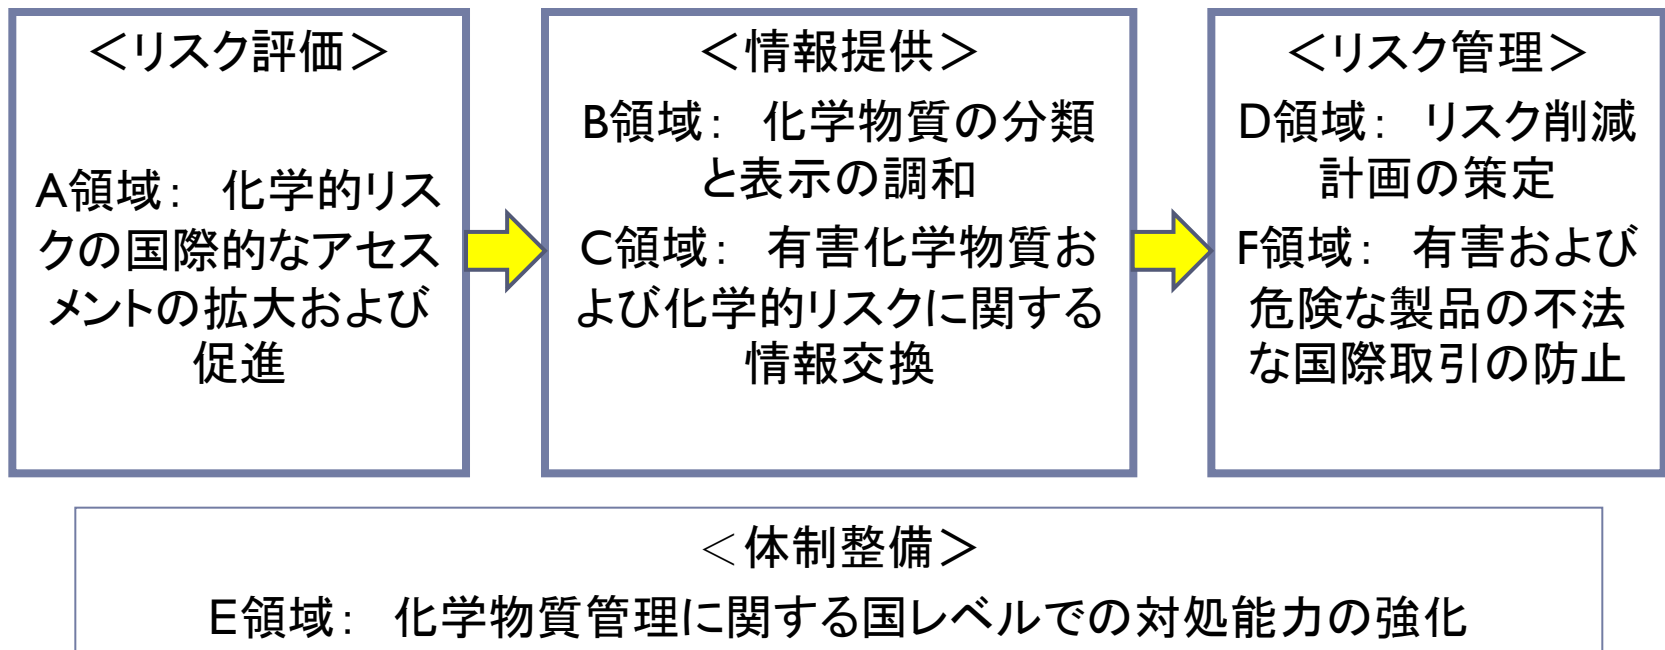 ＜リスク評価＞
A領域： 化学的リス
クの国際的なアセス
メントの拡大および
促進
＜情報提供＞
B領域： 化学物質の分類
と表示の調和
C領域： 有害化学物質お
よび化学的リスクに関する
情報交換
＜リスク管理＞
D領域： リスク削減
計画の策定
F領域： 有害および
危険な製品の不法
な国際取引の防止
＜体制整備＞
E領域： 化学物質管理に関する国レベルでの対処能力の強化